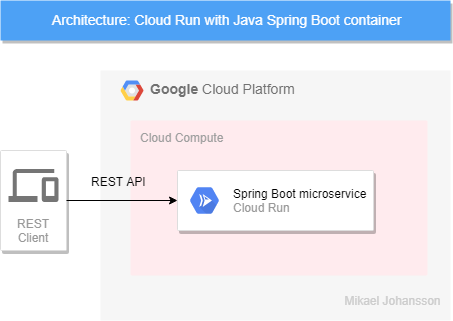 Architecture: Cloud Run with Java Spring Boot container
Google Cloud Platform
Cloud Compute
REST API
Spring Boot microservice
Cloud Run
REST
Client
Mikael Johansson